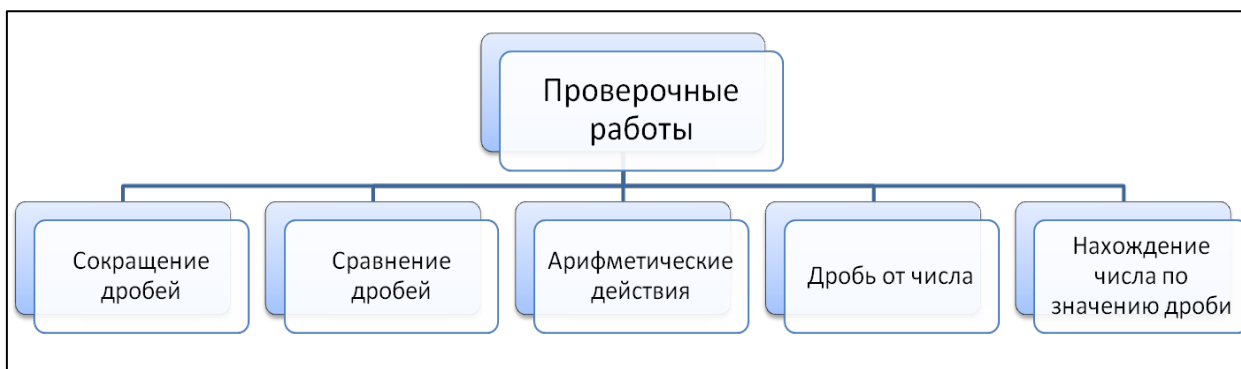 Проверочные
работы
Сокращение
дробей
Сравнение
дробей
Арифметические
действия
Дробь от числа
Нахождение
числа по
значению дроби